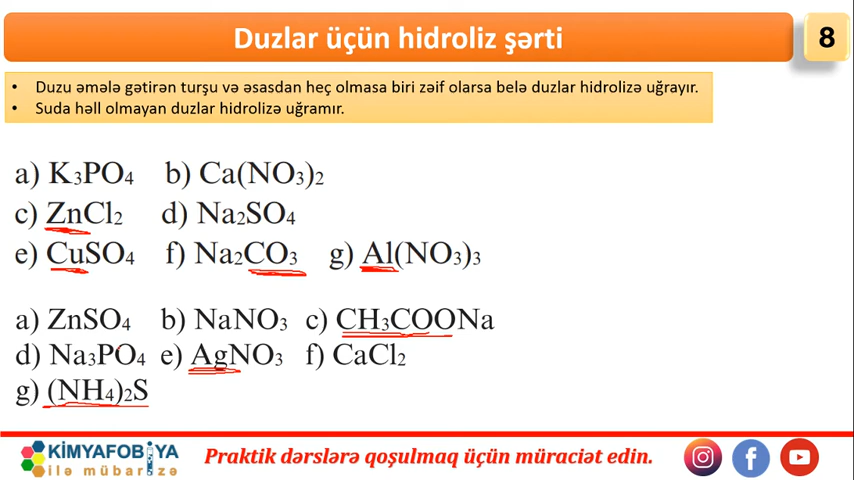 Duzlar üçün hidroliz şərti
8
• Duzu əmələ gətirən turşu və əsasdan heç olmasa biri zəif olarsa belə duzlar hidrolizə uğrayır.
• Suda həll olmayan duzlar hidrolizə uğramır.
a) K₃PO₄ b) Ca(NO₃)₂
c) ZnCl₂ d) Na₂SO₄
e) CuSO₄ f) Na₂CO₃ g) Al(NO₃)₃
a) ZnSO₄ b) NaNO₃ c) CH₃COONa
d) Na₃PO₄ e) AgNO₃ f) CaCl₂
g) (NH₄)₂S
KİMYAFOBİYA
ilə mübarizə
Praktik dərslərə qoşulmaq üçün müraciət edin.